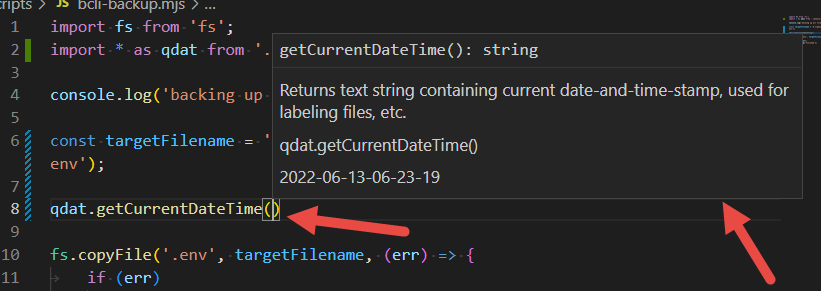 cripts > JS bcli-backup.mjs > ...
1 import fs from 'fs';
2 import * as qdat from '.
getCurrentDateTime(): string
3
Returns text string containing current date-and-time-stamp, used for
4 console.log('backing up
labeling files, etc.
5
qdat.getCurrentDateTime()
6 const targetFilename = '
env');
2022-06-13-06-23-19
7
8 qdat.getCurrentDateTime()
9
10 fs.copyFile('.env', targetFilename, (err) => {
11 if (err)